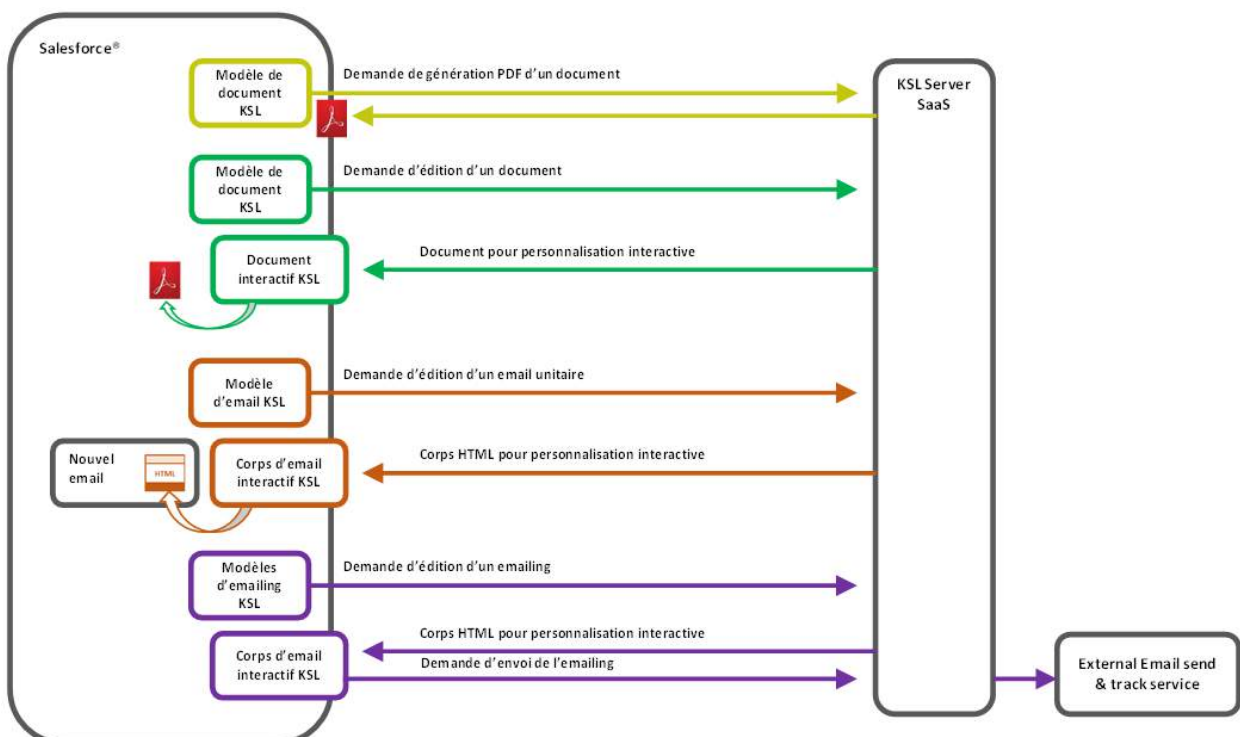 Salesforce®
Modèle de
document
KSL
Demande de génération PDF d'un document
KSL Server
SaaS
Modèle de
document
KSL
Demande d'édition d'un document
Document
interactif KSL
Document pour personnalisation interactive
Modèle
d'email KSL
Demande d'édition d'un email unitaire
Nouvel
email
HTML
Corps d'email
interactif KSL
Corps HTML pour personnalisation interactive
Modèles
d'emailing
KSL
Demande d'édition d'un emailing
Corps d'email
interactif KSL
Corps HTML pour personnalisation interactive
Demande d'envoi de l'emailing
External Email send
& track service